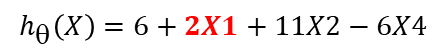 hθ(X) = 6 + 2X1 + 11X2 − 6X4